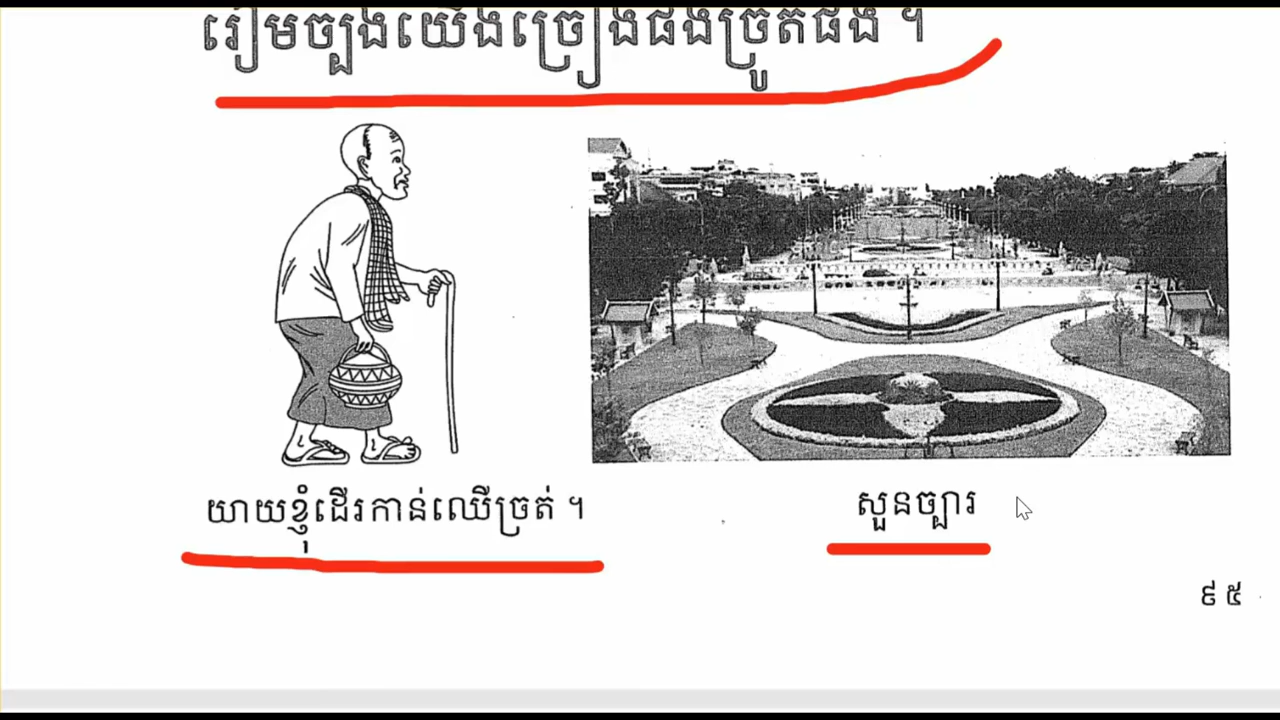 រៀមច្បងយើងច្រៀងផងច្រូតផង ។
យាយខ្ញុំដើរកាន់ឈើច្រត់ ។
សួនច្បារ
៩៥